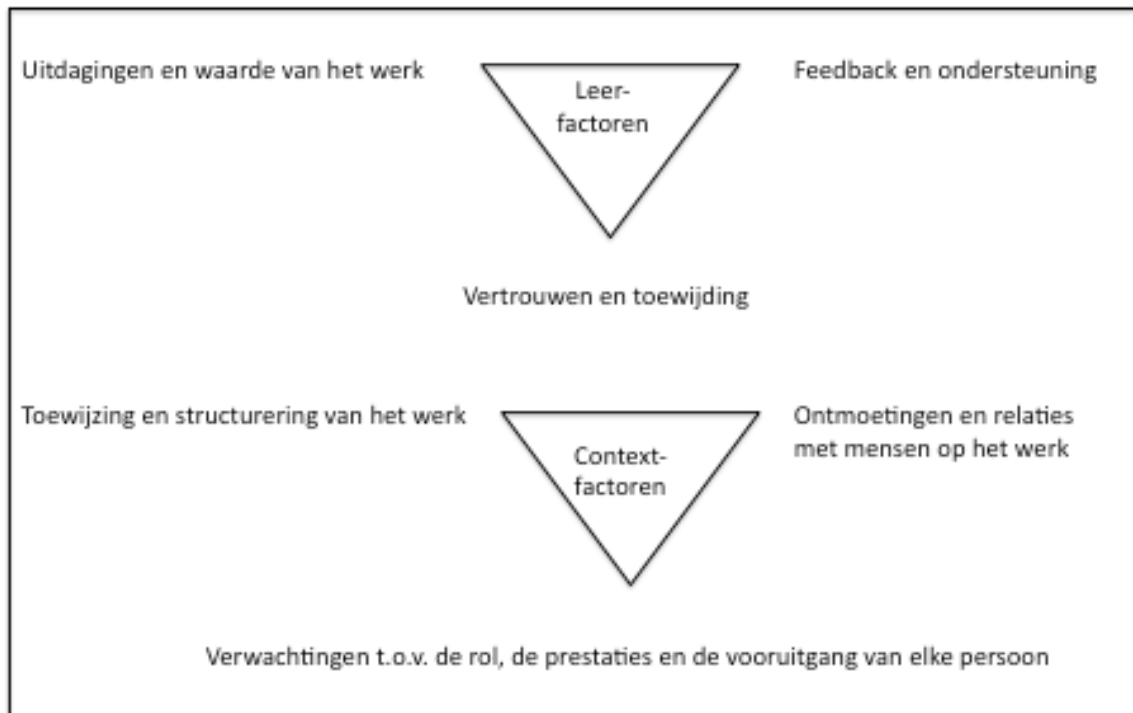 Uitdagingen en waarde van het werk
Leer-
factoren
Feedback en ondersteuning
Vertrouwen en toewijding
Toewijzing en structurering van het werk
Context-
factoren
Ontmoetingen en relaties
met mensen op het werk
Verwachtingen t.o.v. de rol, de prestaties en de vooruitgang van elke persoon